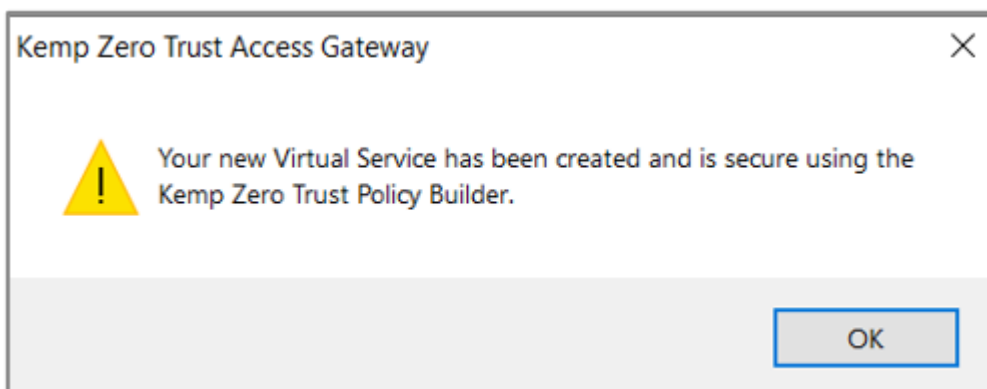 Kemp Zero Trust Access Gateway
Your new Virtual Service has been created and is secure using the
Kemp Zero Trust Policy Builder.
OK